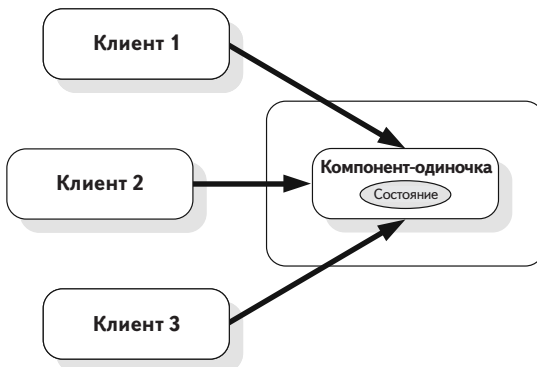 Клиент 1
Клиент 2
Компонент-одиночка
Состояние
Клиент 3